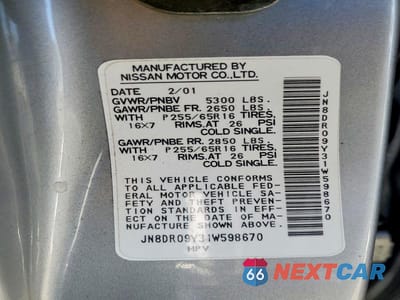 MANUFACTURED BY
NISSAN MOTOR CO.,LTD.
DATE 2/01
GVWR/PNBV 5300 LBS.
GAWR/PNBE FR. 2650 LBS.
WITH P255/65R16 TIRES,
16X7 RIMS,AT 26 PSI
COLD SINGLE.
GAWR/PNBE RR. 2850 LBS.
WITH P255/65R16 TIRES,
16X7 RIMS,AT 26 PSI
COLD SINGLE.
THIS VEHICLE CONFORMS
TO ALL APPLICABLE FED-
ERAL MOTOR VEHICLE SA-
FETY AND THEFT PREVEN-
TION STANDARDS IN EFF-
ECT ON THE DATE OF MA-
NUFACTURE SHOWN ABOVE.
JN8DR09Y31W598670
MPV
JN8DR09Y31W598670
66 NEXTCAR